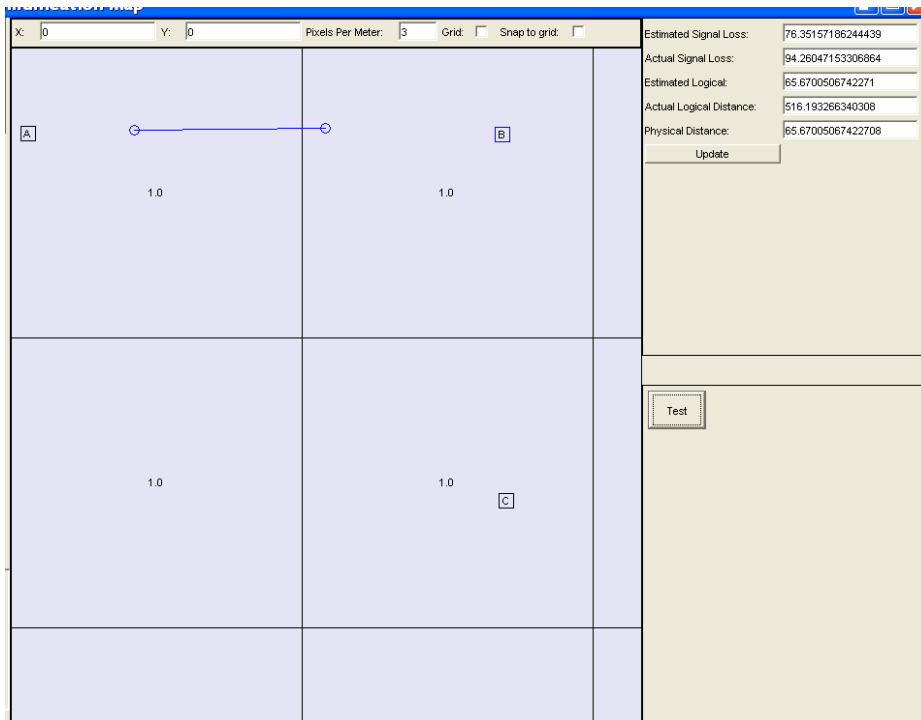 Map
X: 0 Y: 0 Pixels Per Meter: 3 Grid: Snap to grid:
Estimated Signal Loss: 76.35157186244439
Actual Signal Loss: 94.26047153306864
Estimated Logical: 65.6700506742271
Actual Logical Distance: 516.193266340308
Physical Distance: 65.67005067422708
Update
A B
1.0 1.0
Test
1.0 1.0
C